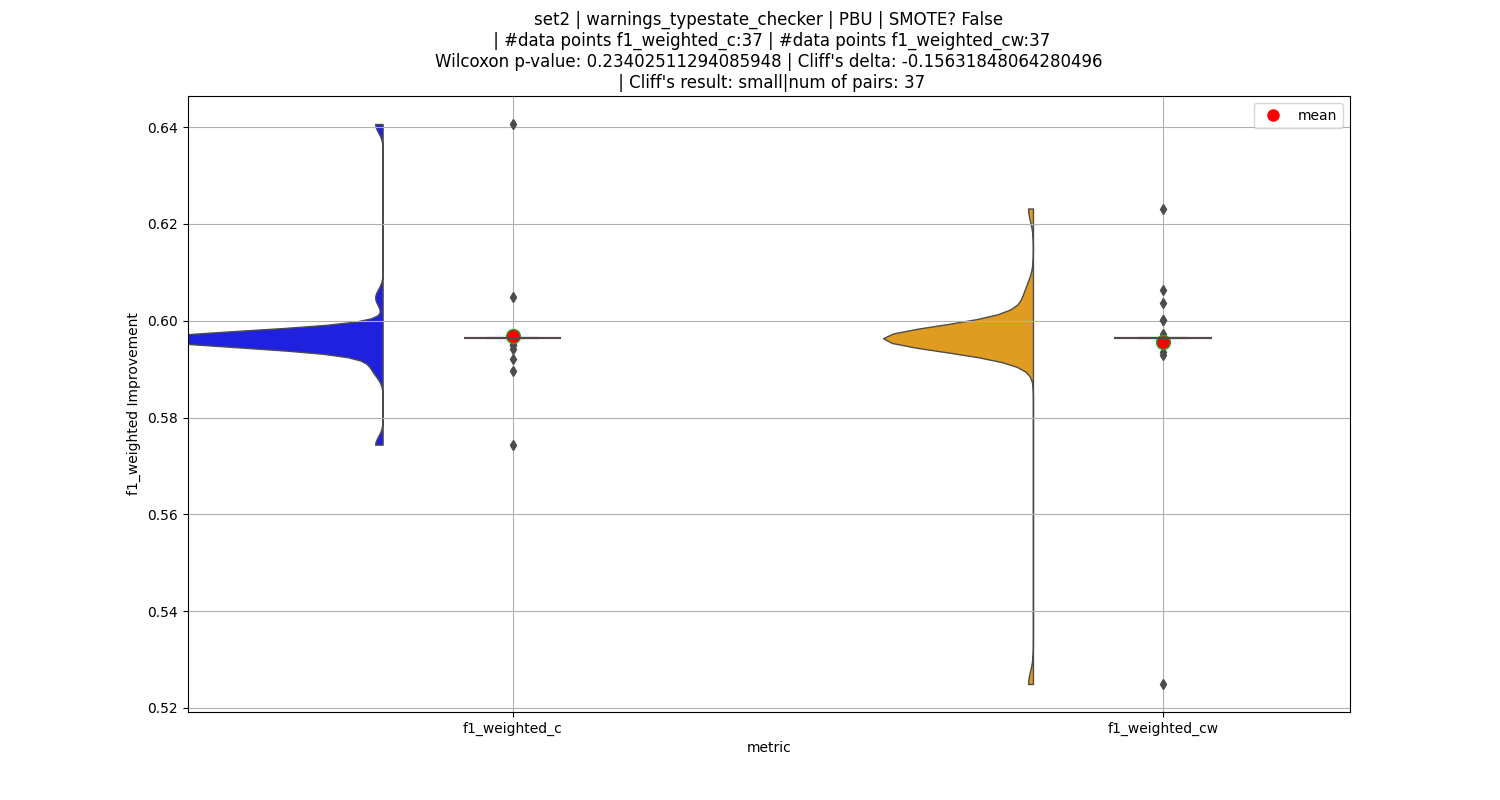 set2 | warnings_typestate_checker | PBU | SMOTE? False
| #data points f1_weighted_c:37 | #data points f1_weighted_cw:37
Wilcoxon p-value: 0.23402511294085948 | Cliff's delta: -0.15631848064280496
| Cliff's result: small|num of pairs: 37
mean
0.64
0.62
0.60
0.58
0.56
0.54
0.52
f1_weighted Improvement
f1_weighted_c
f1_weighted_cw
metric